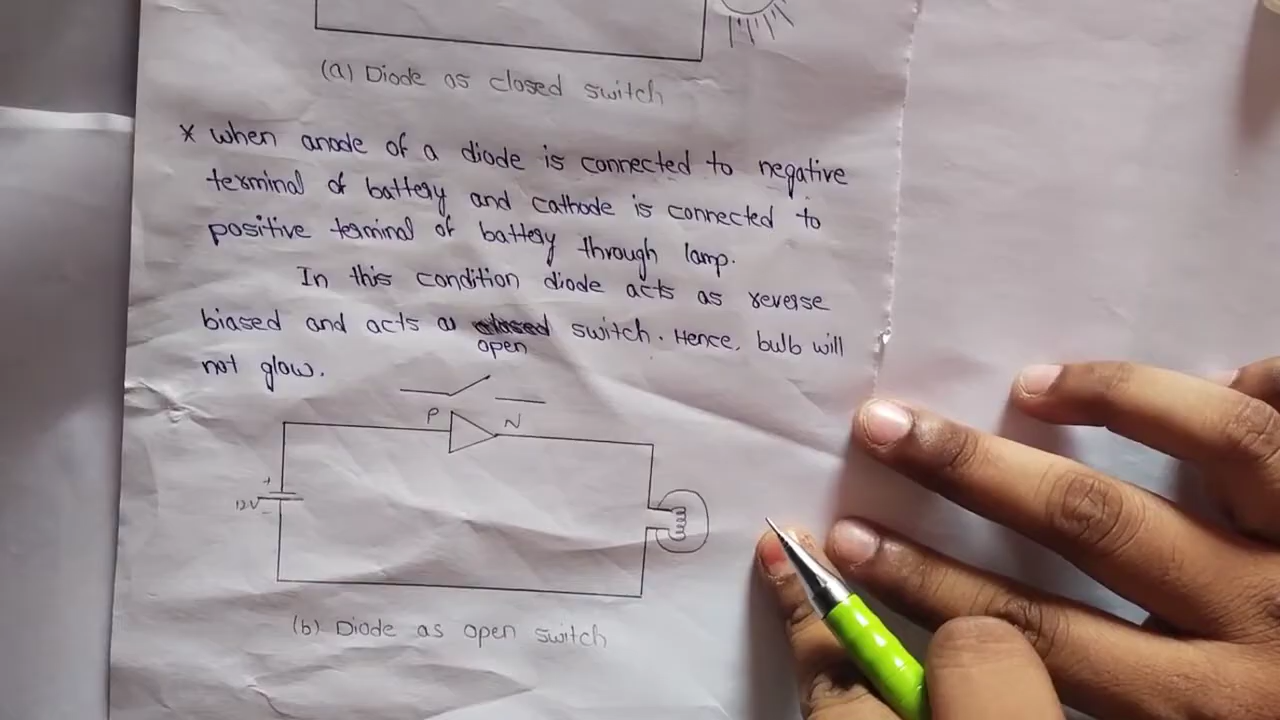 (a) Diode as closed switch
* when anode of a diode is connected to negative
terminal of battery and cathode is connected to
positive terminal of battery through lamp.
In this condition diode acts as reverse
biased and acts a closed switch. Hence, bulb will
open
not glow.
P N
+
12V
-
(b) Diode as open switch